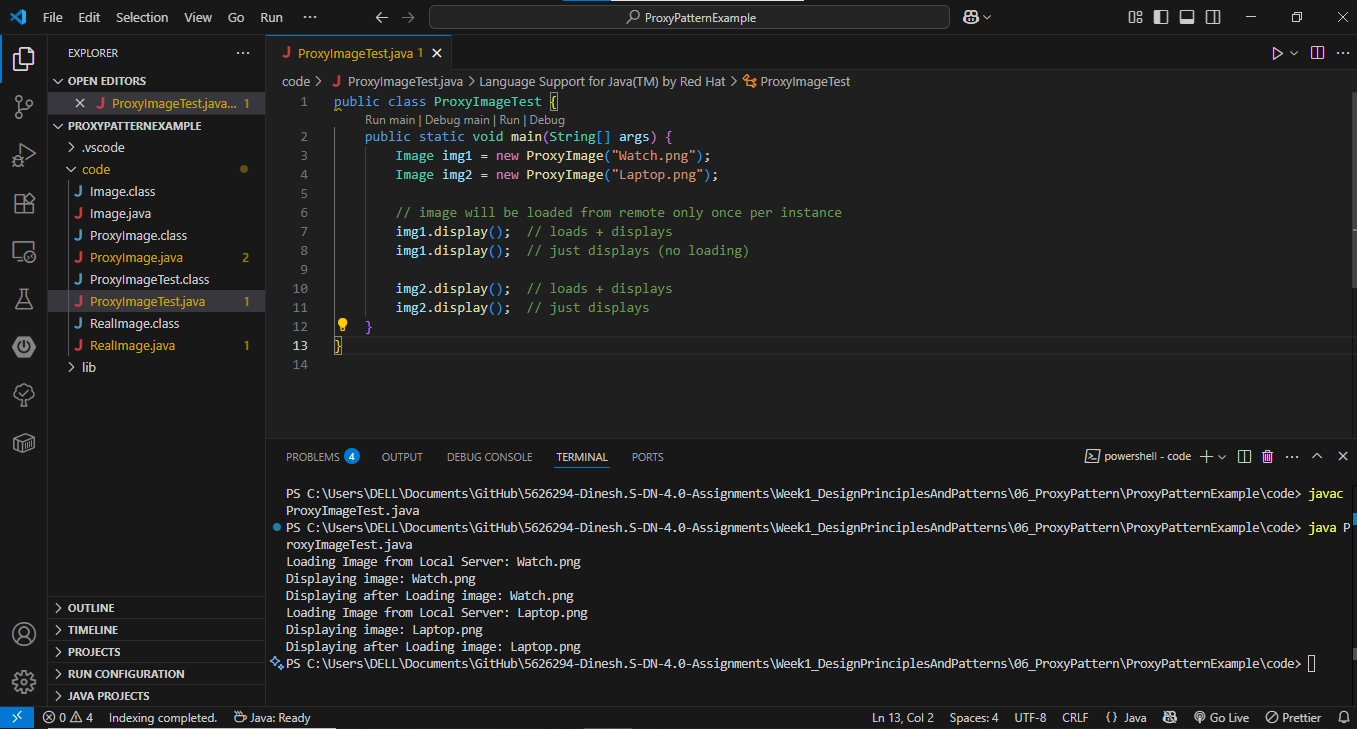 File Edit Selection View Go Run ··· ProxyPatternExample
EXPLORER ···
OPEN EDITORS
J ProxyImageTest.java... 1
PROXYPATTERNEXAMPLE
.vscode
code
J Image.class
J Image.java
J ProxyImage.class
J ProxyImage.java 2
J ProxyImageTest.class
J ProxyImageTest.java 1
J RealImage.class
J RealImage.java 1
lib
OUTLINE
TIMELINE
PROJECTS
RUN CONFIGURATION
JAVA PROJECTS
J ProxyImageTest.java 1
code > J ProxyImageTest.java > Language Support for Java(TM) by Red Hat > ProxyImageTest
1 public class ProxyImageTest {
Run main | Debug main | Run | Debug
2 public static void main(String[] args) {
3 Image img1 = new ProxyImage("Watch.png");
4 Image img2 = new ProxyImage("Laptop.png");
5
6 // image will be loaded from remote only once per instance
7 img1.display(); // loads + displays
8 img1.display(); // just displays (no loading)
9
10 img2.display(); // loads + displays
11 img2.display(); // just displays
12 }
13 }
14
PROBLEMS 4 OUTPUT DEBUG CONSOLE TERMINAL PORTS powershell - code
PS C:\Users\DELL\Documents\GitHub\5626294-Dinesh.S-DN-4.0-Assignments\Week1_DesignPrinciplesAndPatterns\06_ProxyPattern\ProxyPatternExample\code> javac
ProxyImageTest.java
PS C:\Users\DELL\Documents\GitHub\5626294-Dinesh.S-DN-4.0-Assignments\Week1_DesignPrinciplesAndPatterns\06_ProxyPattern\ProxyPatternExample\code> java P
roxyImageTest.java
Loading Image from Local Server: Watch.png
Displaying image: Watch.png
Displaying after Loading image: Watch.png
Loading Image from Local Server: Laptop.png
Displaying image: Laptop.png
Displaying after Loading image: Laptop.png
PS C:\Users\DELL\Documents\GitHub\5626294-Dinesh.S-DN-4.0-Assignments\Week1_DesignPrinciplesAndPatterns\06_ProxyPattern\ProxyPatternExample\code>
0 4 Indexing completed. Java: Ready Ln 13, Col 2 Spaces: 4 UTF-8 CRLF {} Java Go Live Prettier